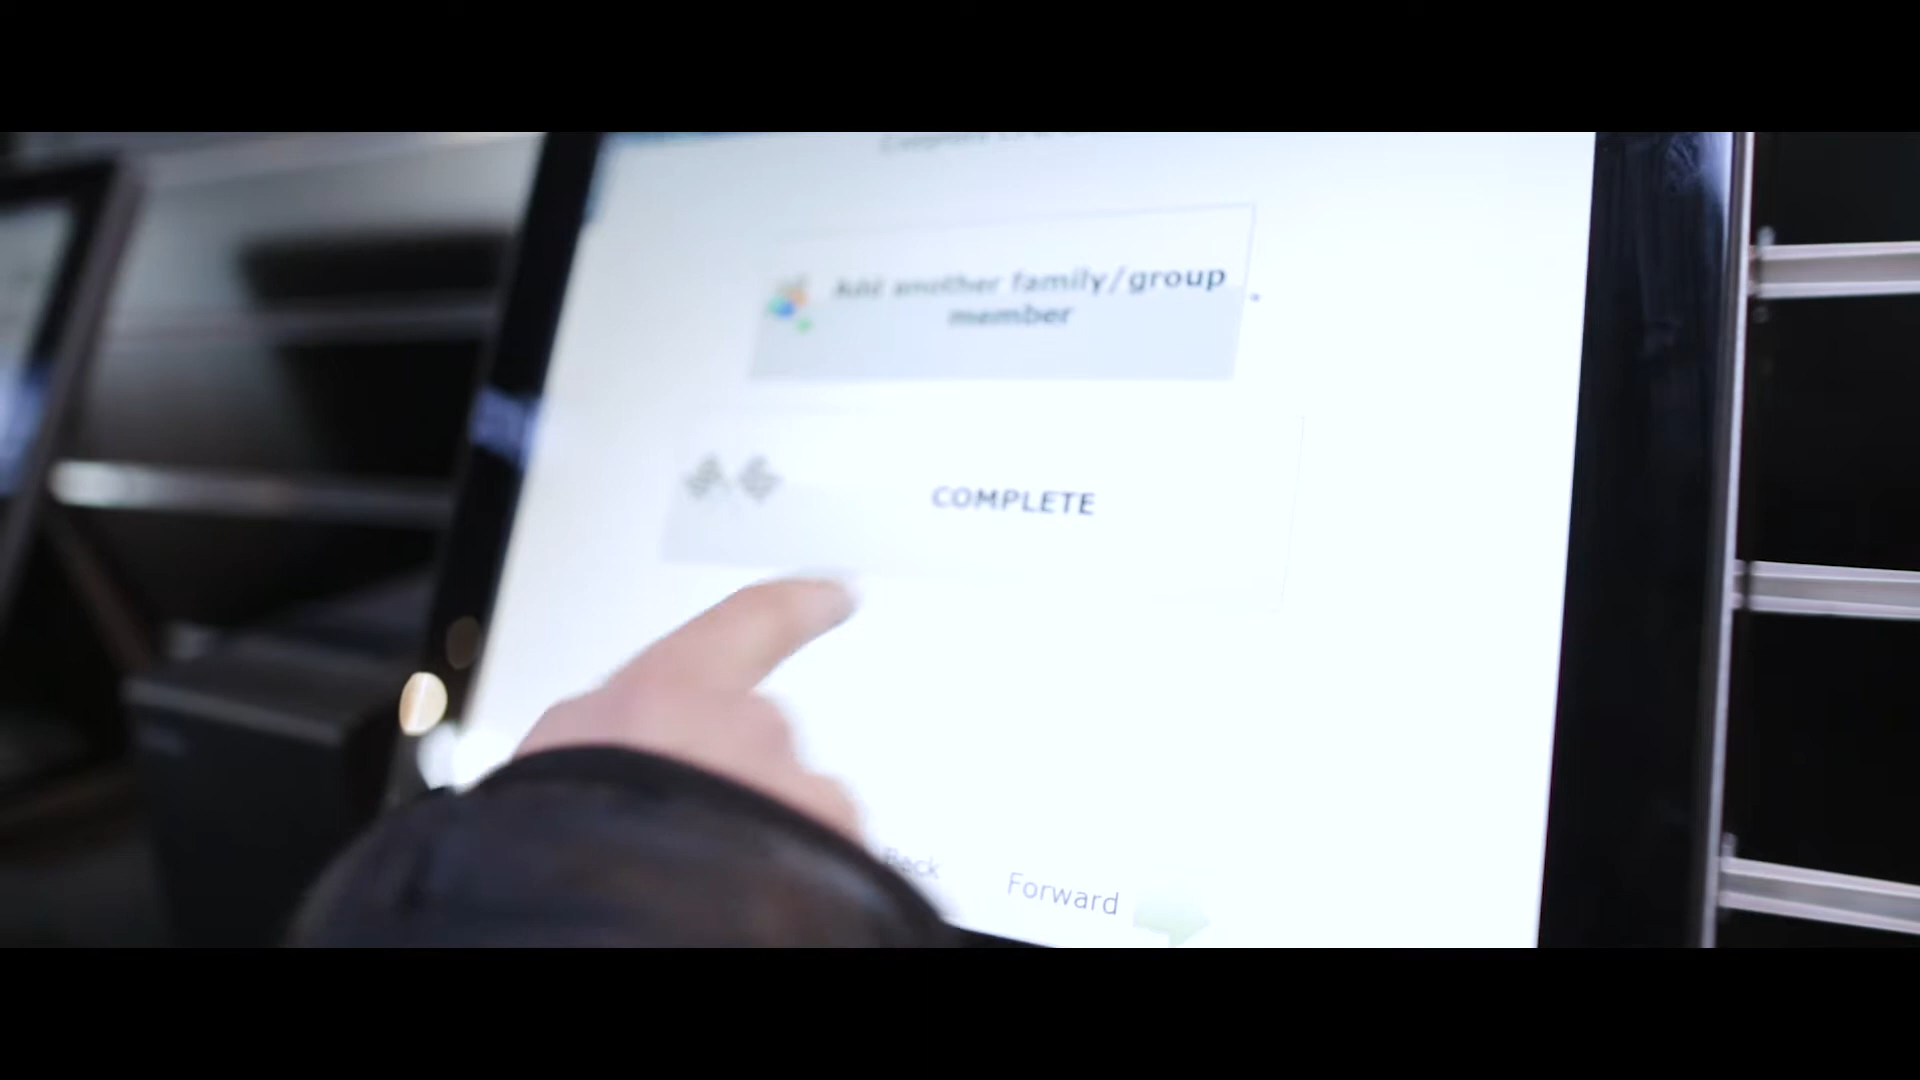 Add another family/group
member
COMPLETE
Back
Forward